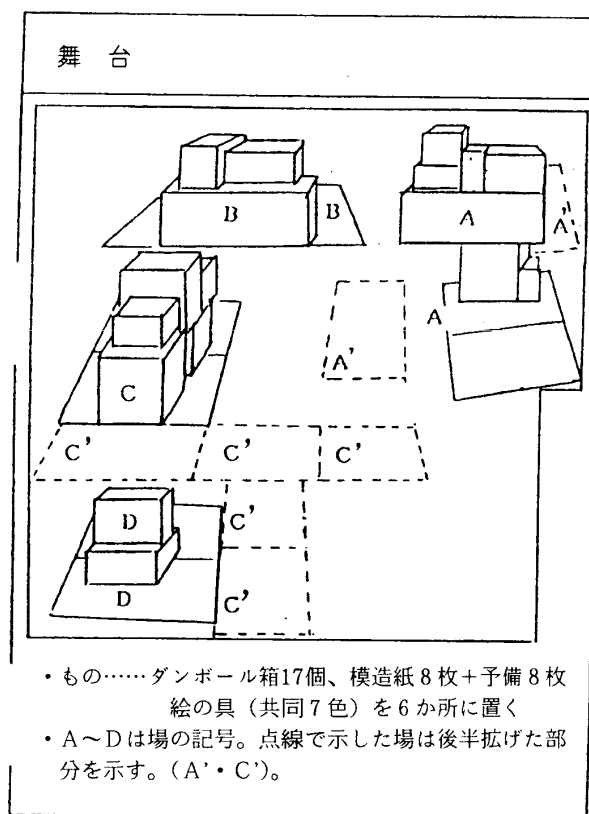 舞 台
B
B
A
A'
A
A'
C
C'
C'
C'
D
C'
D
C'
・もの……ダンボール箱17個、模造紙8枚+予備8枚
絵の具(共同7色)を6か所に置く
・A~Dは場の記号。点線で示した場は後半拡げた部
分を示す。(A'・C')。